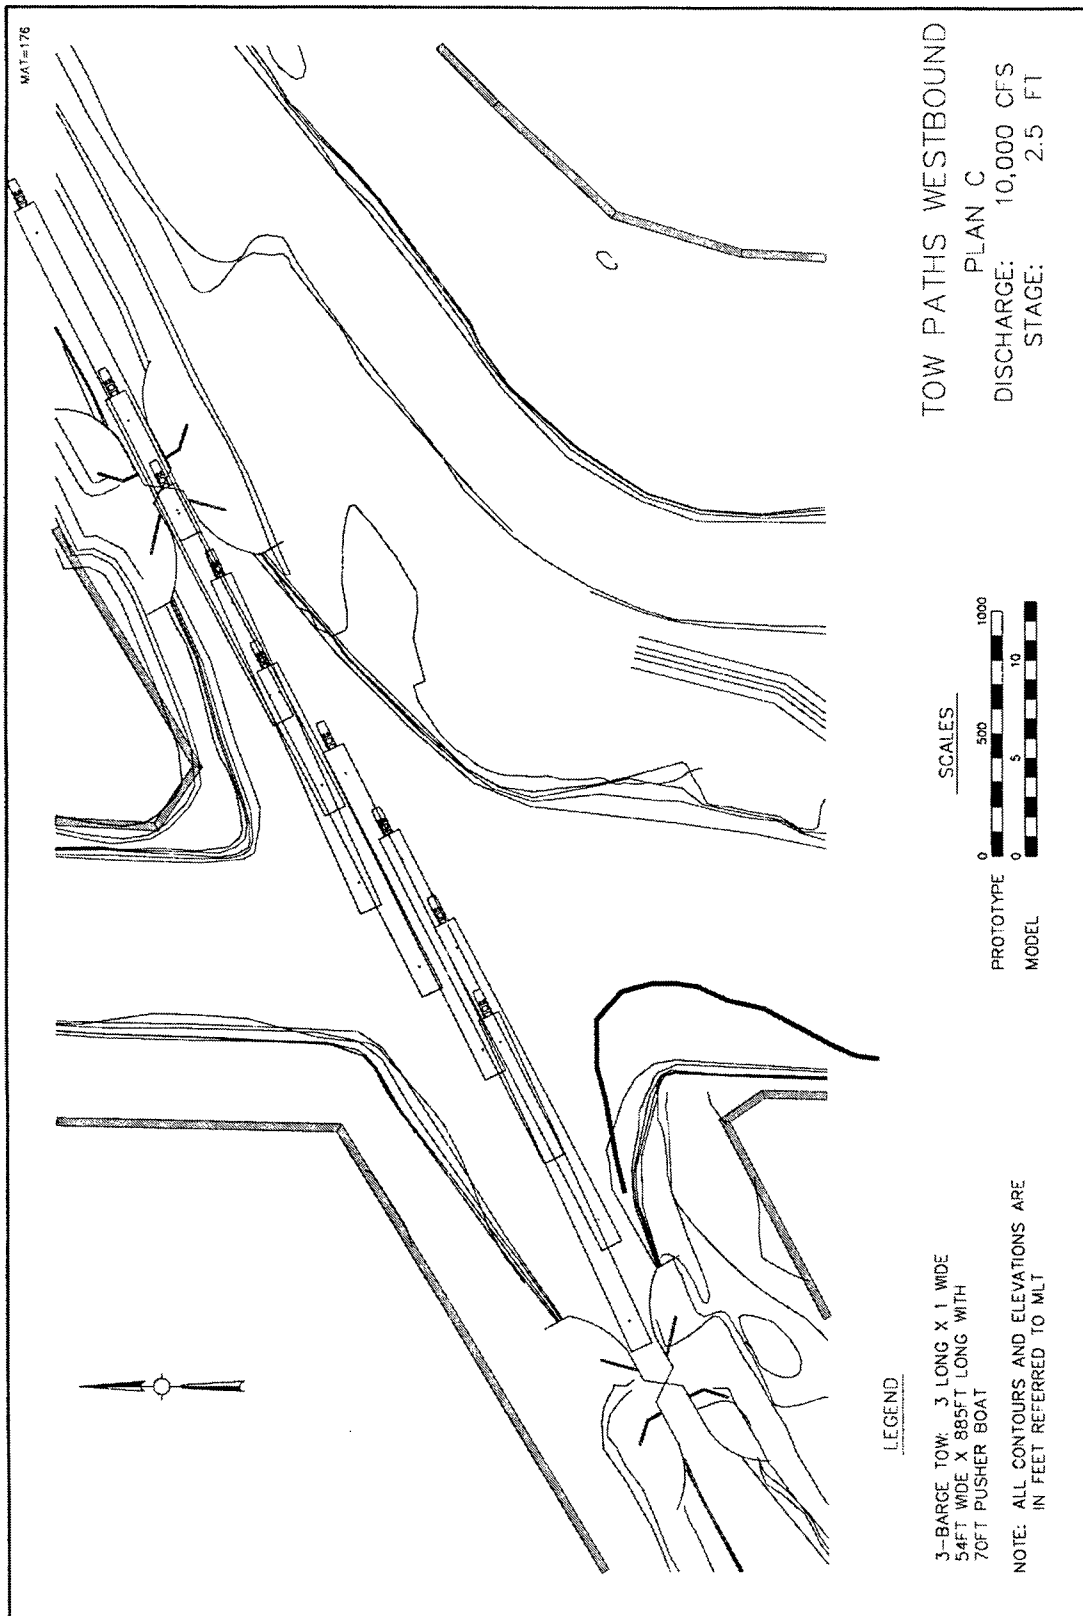 MAT=176
TOW PATHS WESTBOUND
PLAN C
DISCHARGE: 10,000 CFS
STAGE: 2.5 FT
SCALES
PROTOTYPE 0 500 1000
MODEL 0 5 10
LEGEND
3-BARGE TOW: 3 LONG X 1 WIDE
54FT WIDE X 885FT LONG WITH
70FT PUSHER BOAT
NOTE: ALL CONTOURS AND ELEVATIONS ARE
IN FEET REFERRED TO MLT